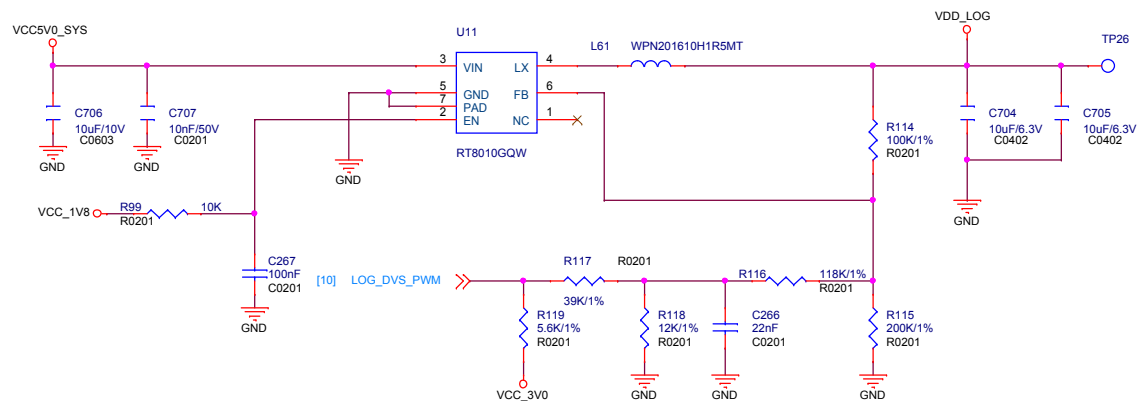 VCC5V0_SYS
U11
L61 WPN201610H1R5MT
VDD_LOG
TP26
3 VIN LX 4
5 GND FB 6
7 PAD
2 EN NC 1
RT8010GQW
C706
10uF/10V
C0603
C707
10nF/50V
C0201
C704
10uF/6.3V
C0402
C705
10uF/6.3V
C0402
R114
100K/1%
R0201
GND
GND
GND
GND
VCC_1V8
R99 10K
R0201
C267
100nF
C0201
GND
[10] LOG_DVS_PWM
R117 R0201
39K/1%
R116 118K/1%
R0201
R119
5.6K/1%
R0201
R118
12K/1%
R0201
C266
22nF
C0201
R115
200K/1%
R0201
VCC_3V0
GND
GND
GND